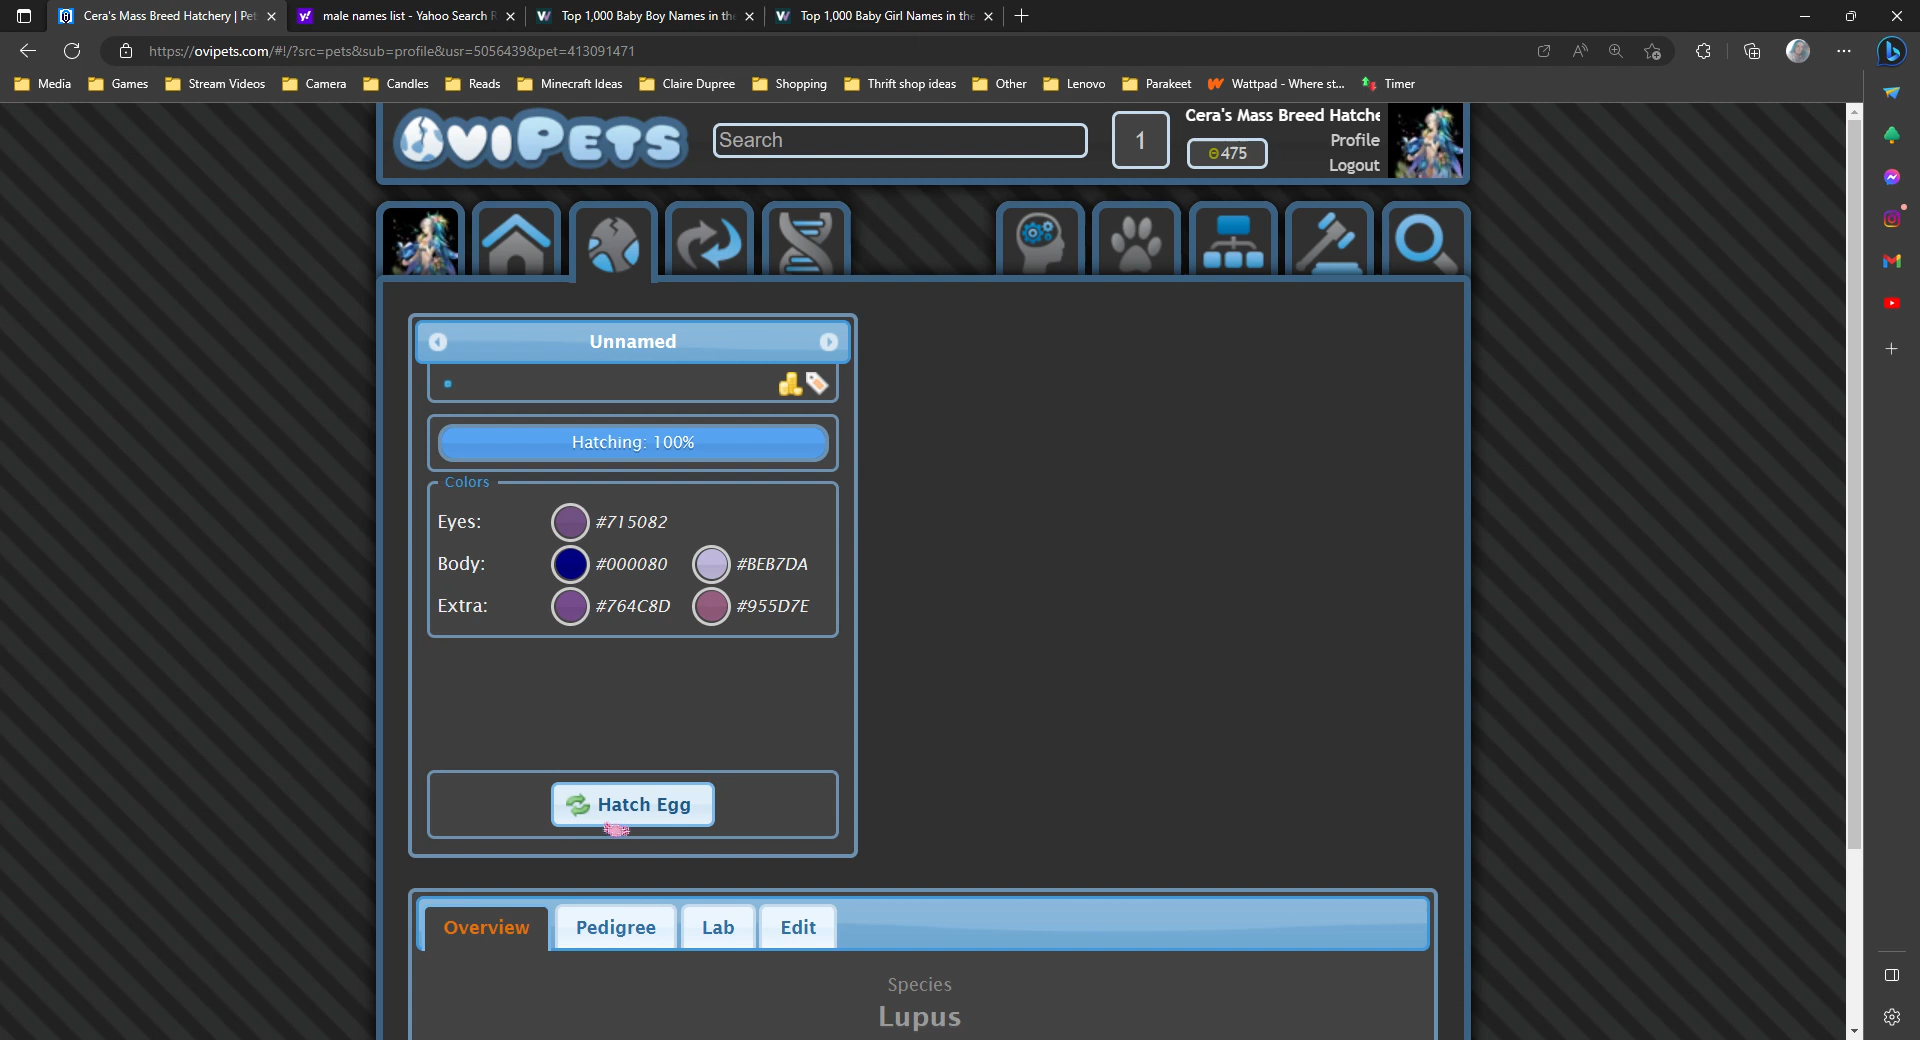 Cera's Mass Breed Hatchery | Pet
male names list - Yahoo Search R
Top 1,000 Baby Boy Names in the
Top 1,000 Baby Girl Names in the
https://ovipets.com/#!/?src=pets&sub=profile&usr=5056439&pet=413091471
Media
Games
Stream Videos
Camera
Candles
Reads
Minecraft Ideas
Claire Dupree
Shopping
Thrift shop ideas
Other
Lenovo
Parakeet
Wattpad - Where st...
Timer
OviPets
Search
1
Cera's Mass Breed Hatche
475
Profile
Logout
Unnamed
Hatching: 100%
Colors
Eyes: #715082
Body: #000080 #BEB7DA
Extra: #764C8D #955D7E
Hatch Egg
Overview
Pedigree
Lab
Edit
Species
Lupus